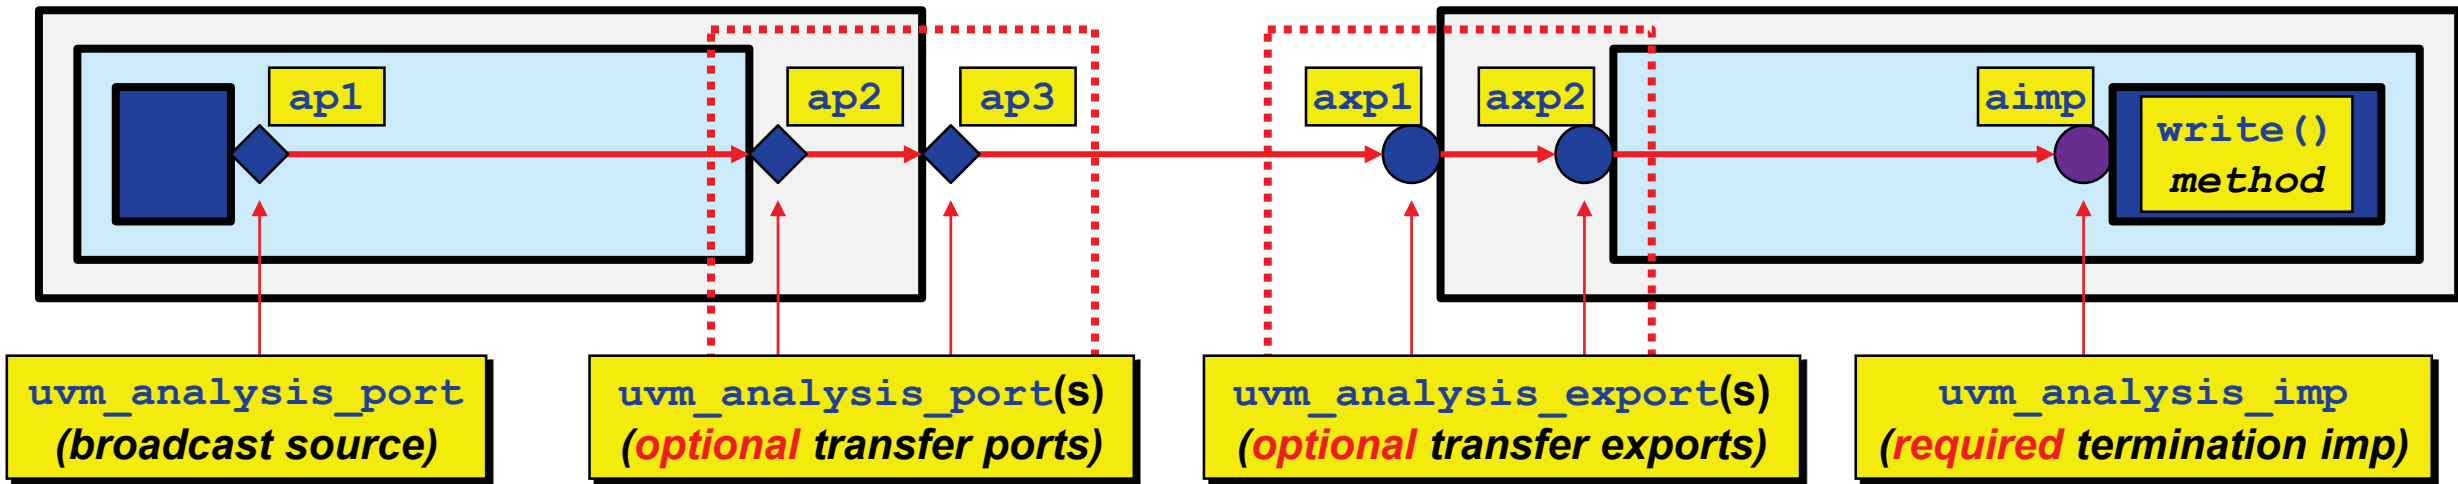 ap1
ap2
ap3
axp1
axp2
aimp
write()
method
uvm_analysis_port
(broadcast source)
uvm_analysis_port(s)
(optional transfer ports)
uvm_analysis_export(s)
(optional transfer exports)
uvm_analysis_imp
(required termination imp)